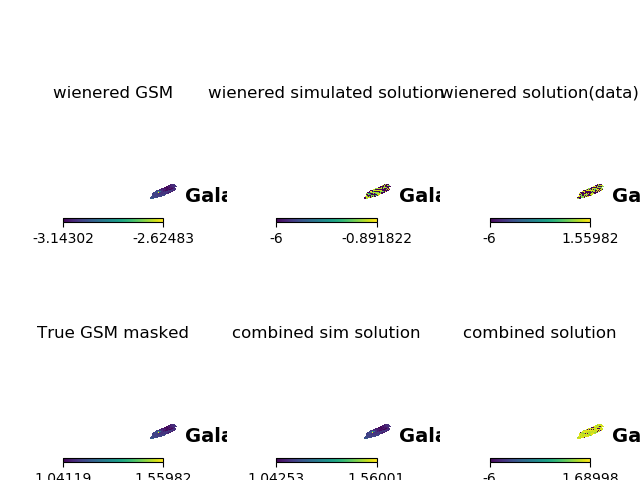 wienered GSM
wienered simulated solution
wienered solution(data)
Gala
Gala
Ga
-3.14302 -2.62483
-6 -0.891822
-6 1.55982
True GSM masked
combined sim solution
combined solution
Gala
Gala
Ga
1.04119 1.55982
1.04253 1.56001
-6 1.68998